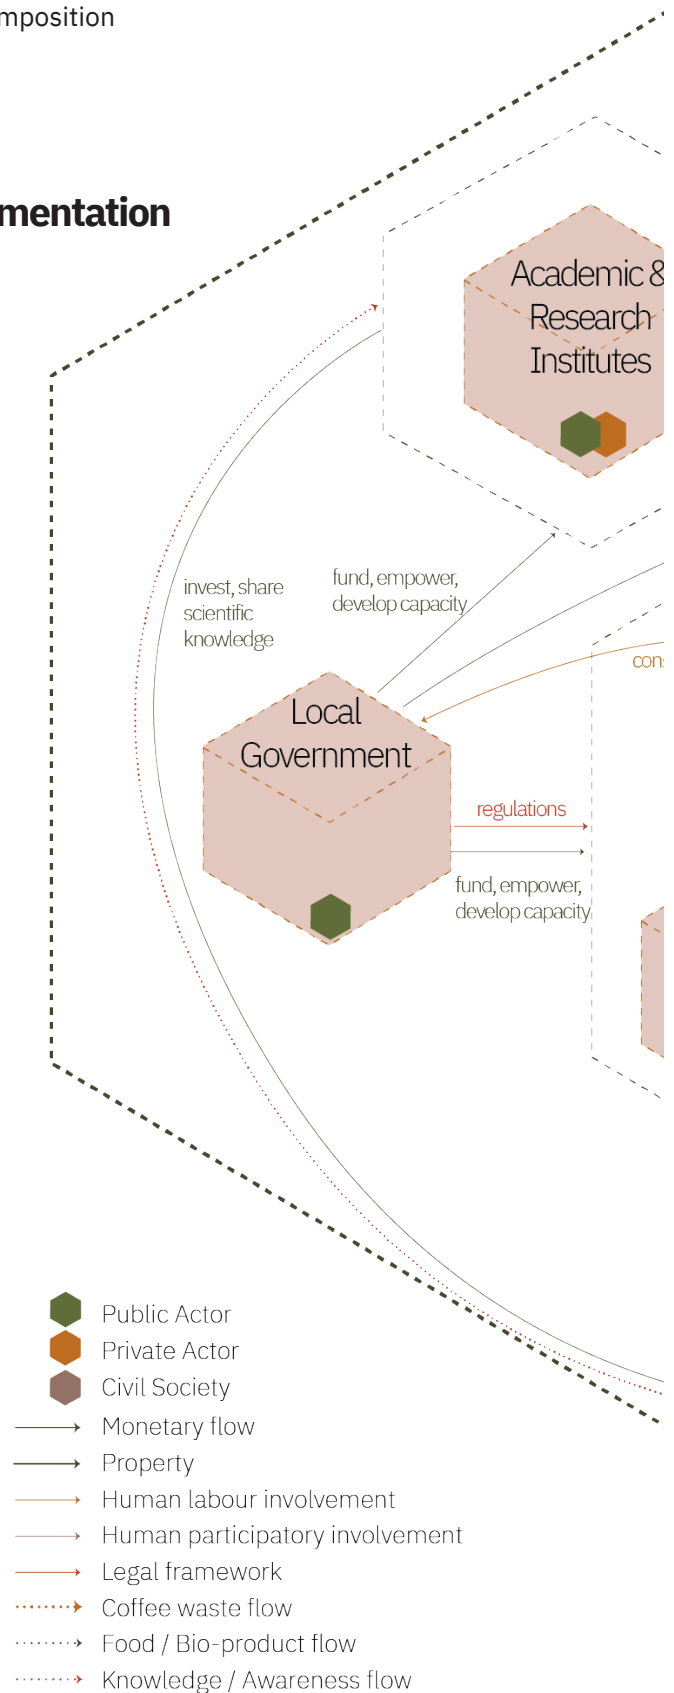 mposition
mentation
Academic &
Research
Institutes
invest, share
scientific
knowledge
fund, empower,
develop capacity
Local
Government
regulations
fund, empower,
develop capacity
Public Actor
Private Actor
Civil Society
Monetary flow
Property
Human labour involvement
Human participatory involvement
Legal framework
Coffee waste flow
Food / Bio-product flow
Knowledge / Awareness flow